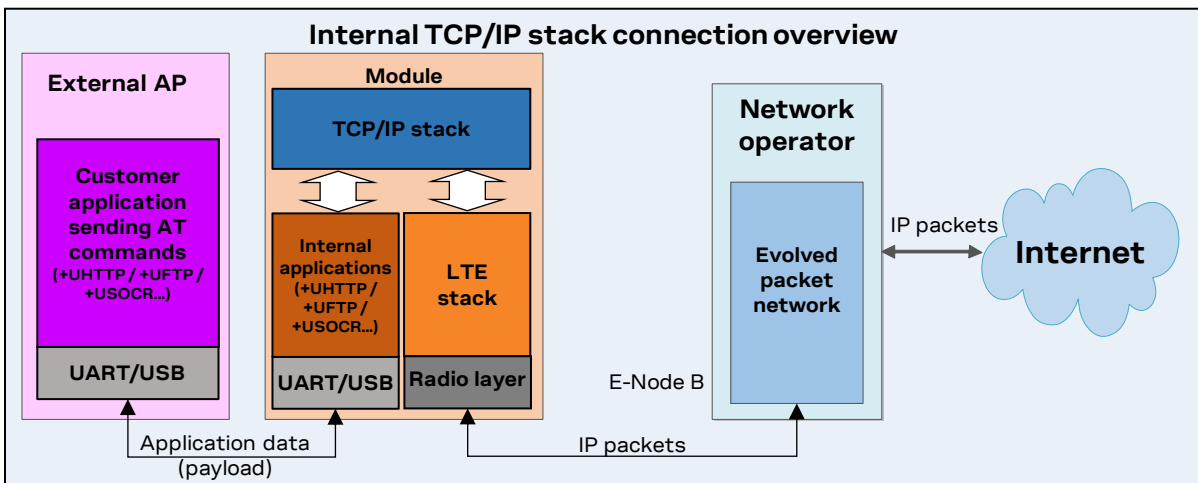 Internal TCP/IP stack connection overview
External AP
Customer
application
sending AT
commands
(+UHTTP / +UFTP /
+USOCR...)
UART/USB
Module
TCP/IP stack
Internal
applications
(+UHTTP /
+UFTP /
+USOCR...)
UART/USB
LTE
stack
Radio layer
Application data
(payload)
IP packets
E-Node B
Network
operator
Evolved
packet
network
IP packets
Internet